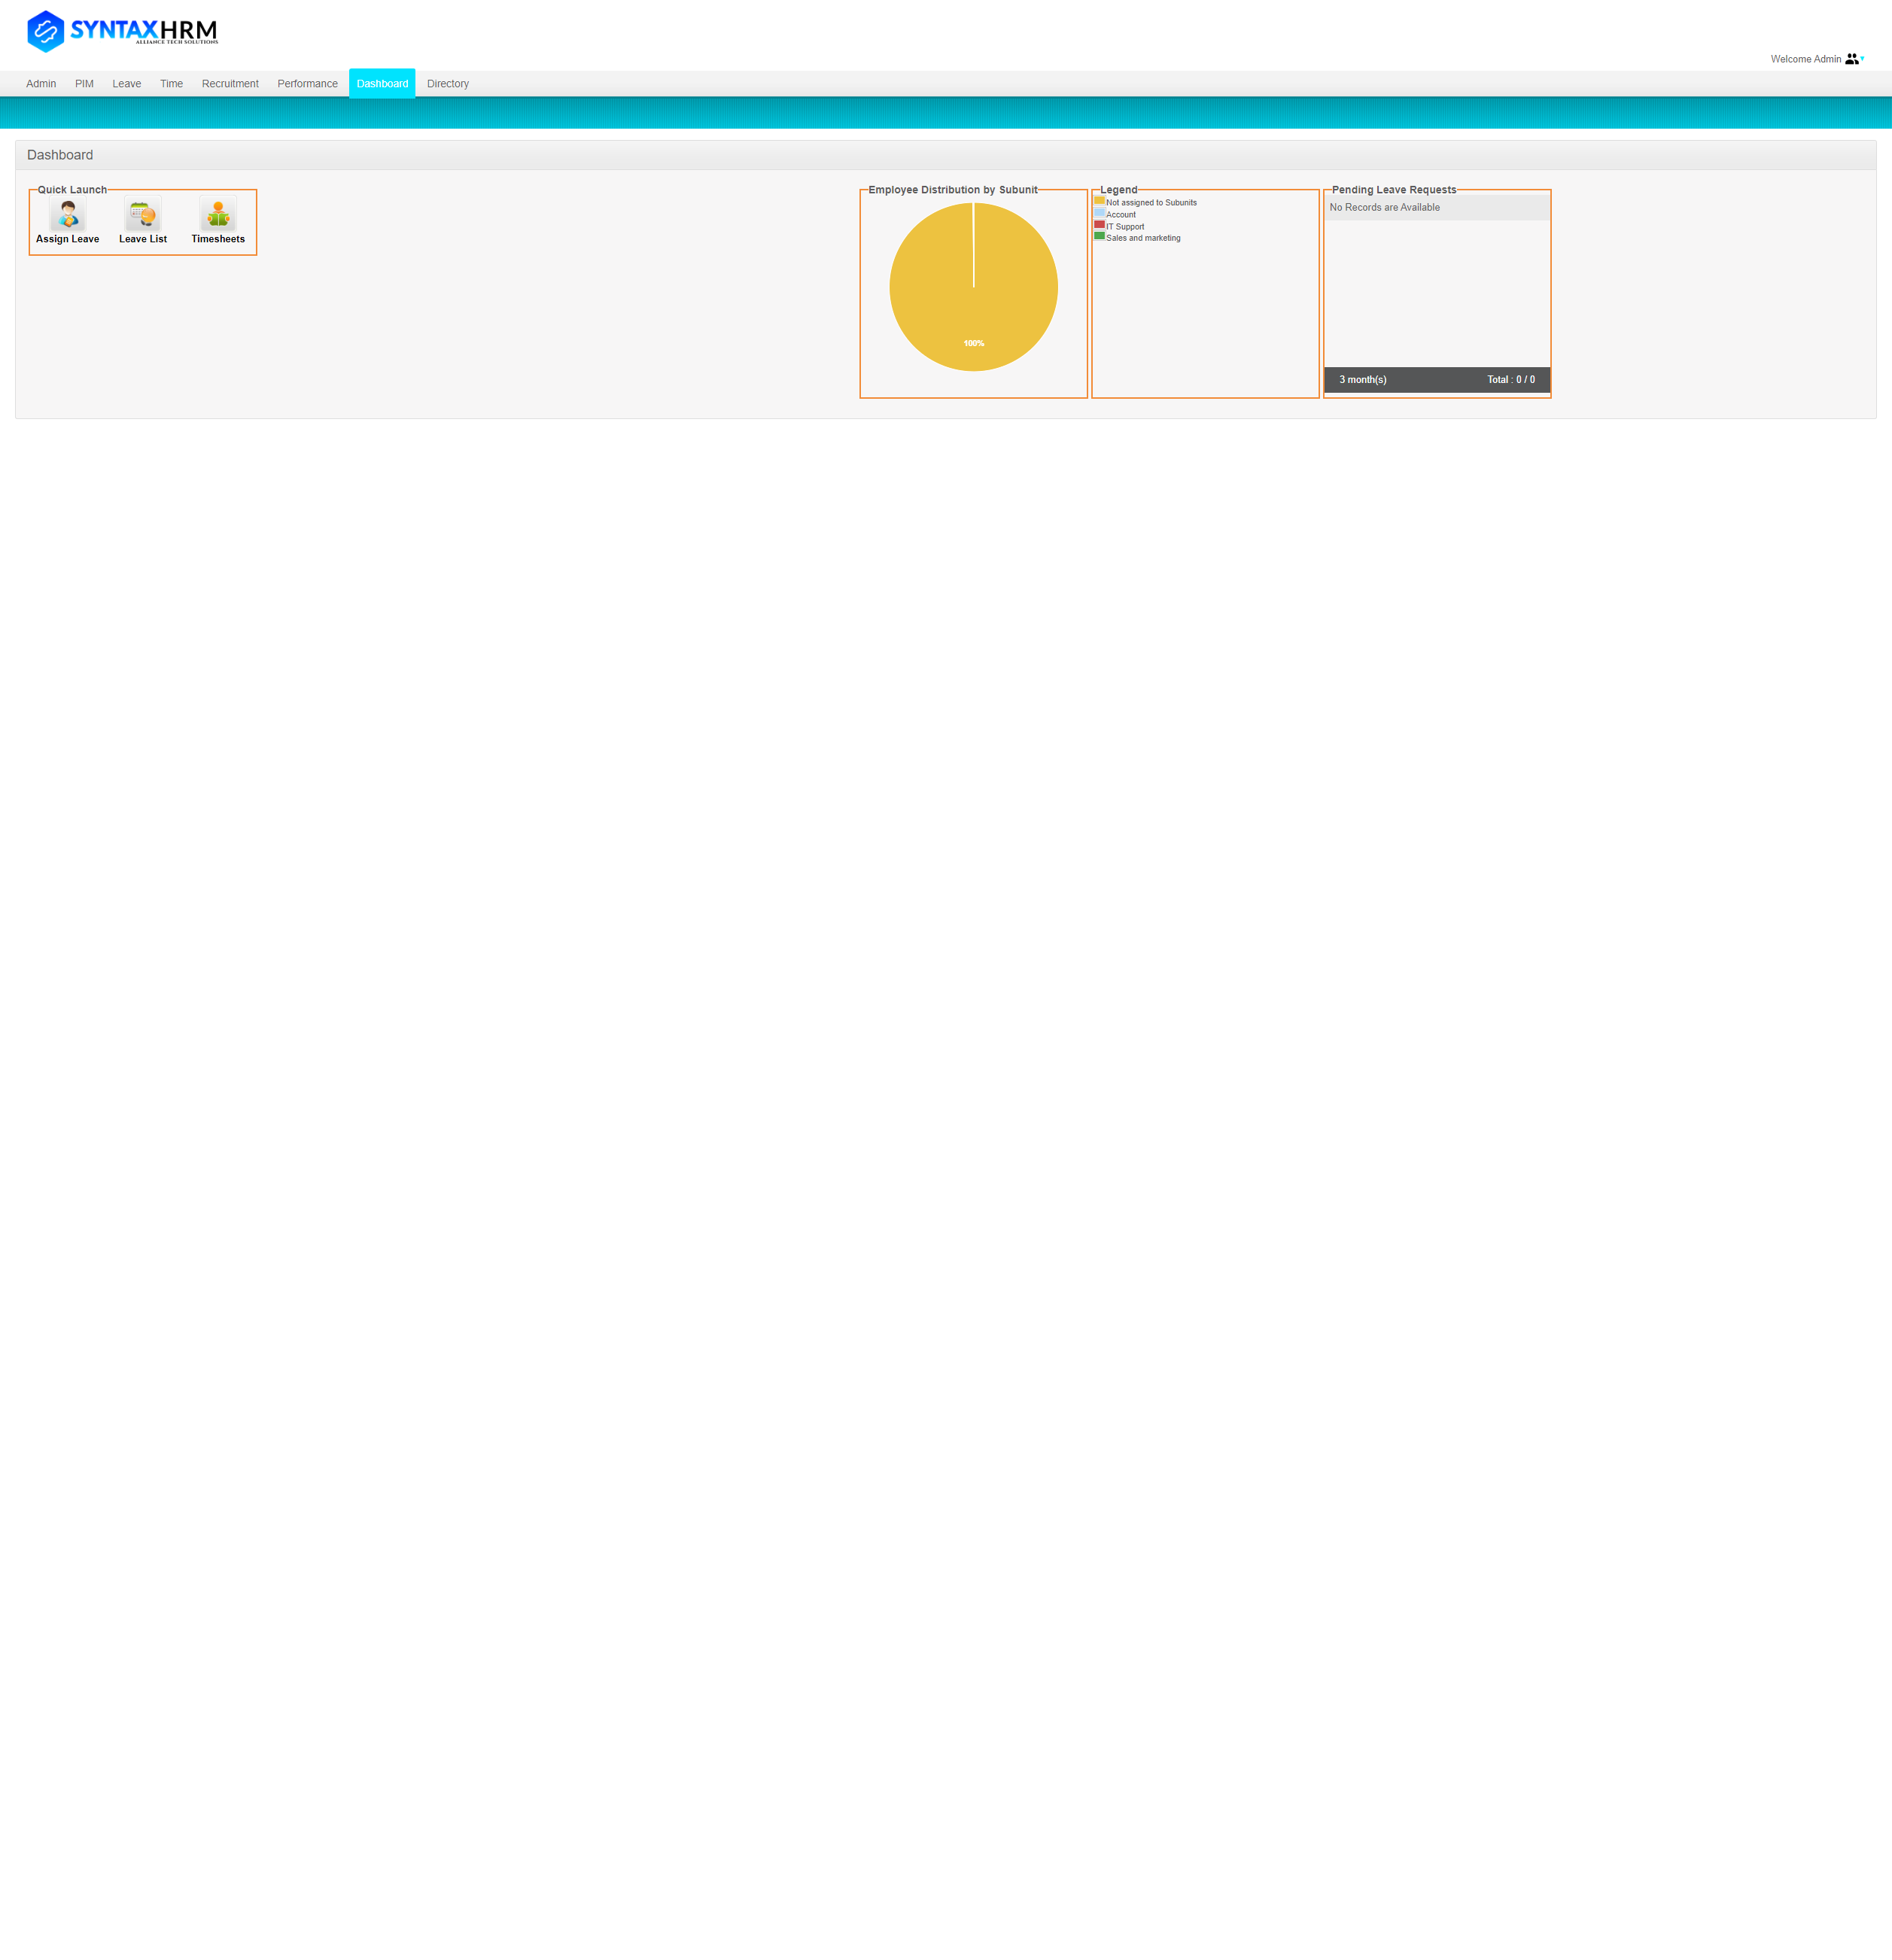 SYNTAXHRM
ALLIANCE TECH SOLUTIONS
Welcome Admin
Admin PIM Leave Time Recruitment Performance Dashboard Directory
Dashboard
Quick Launch
Assign Leave Leave List Timesheets
Employee Distribution by Subunit
100%
Legend
Not assigned to Subunits
Account
IT Support
Sales and marketing
Pending Leave Requests
No Records are Available
3 month(s) Total : 0 / 0